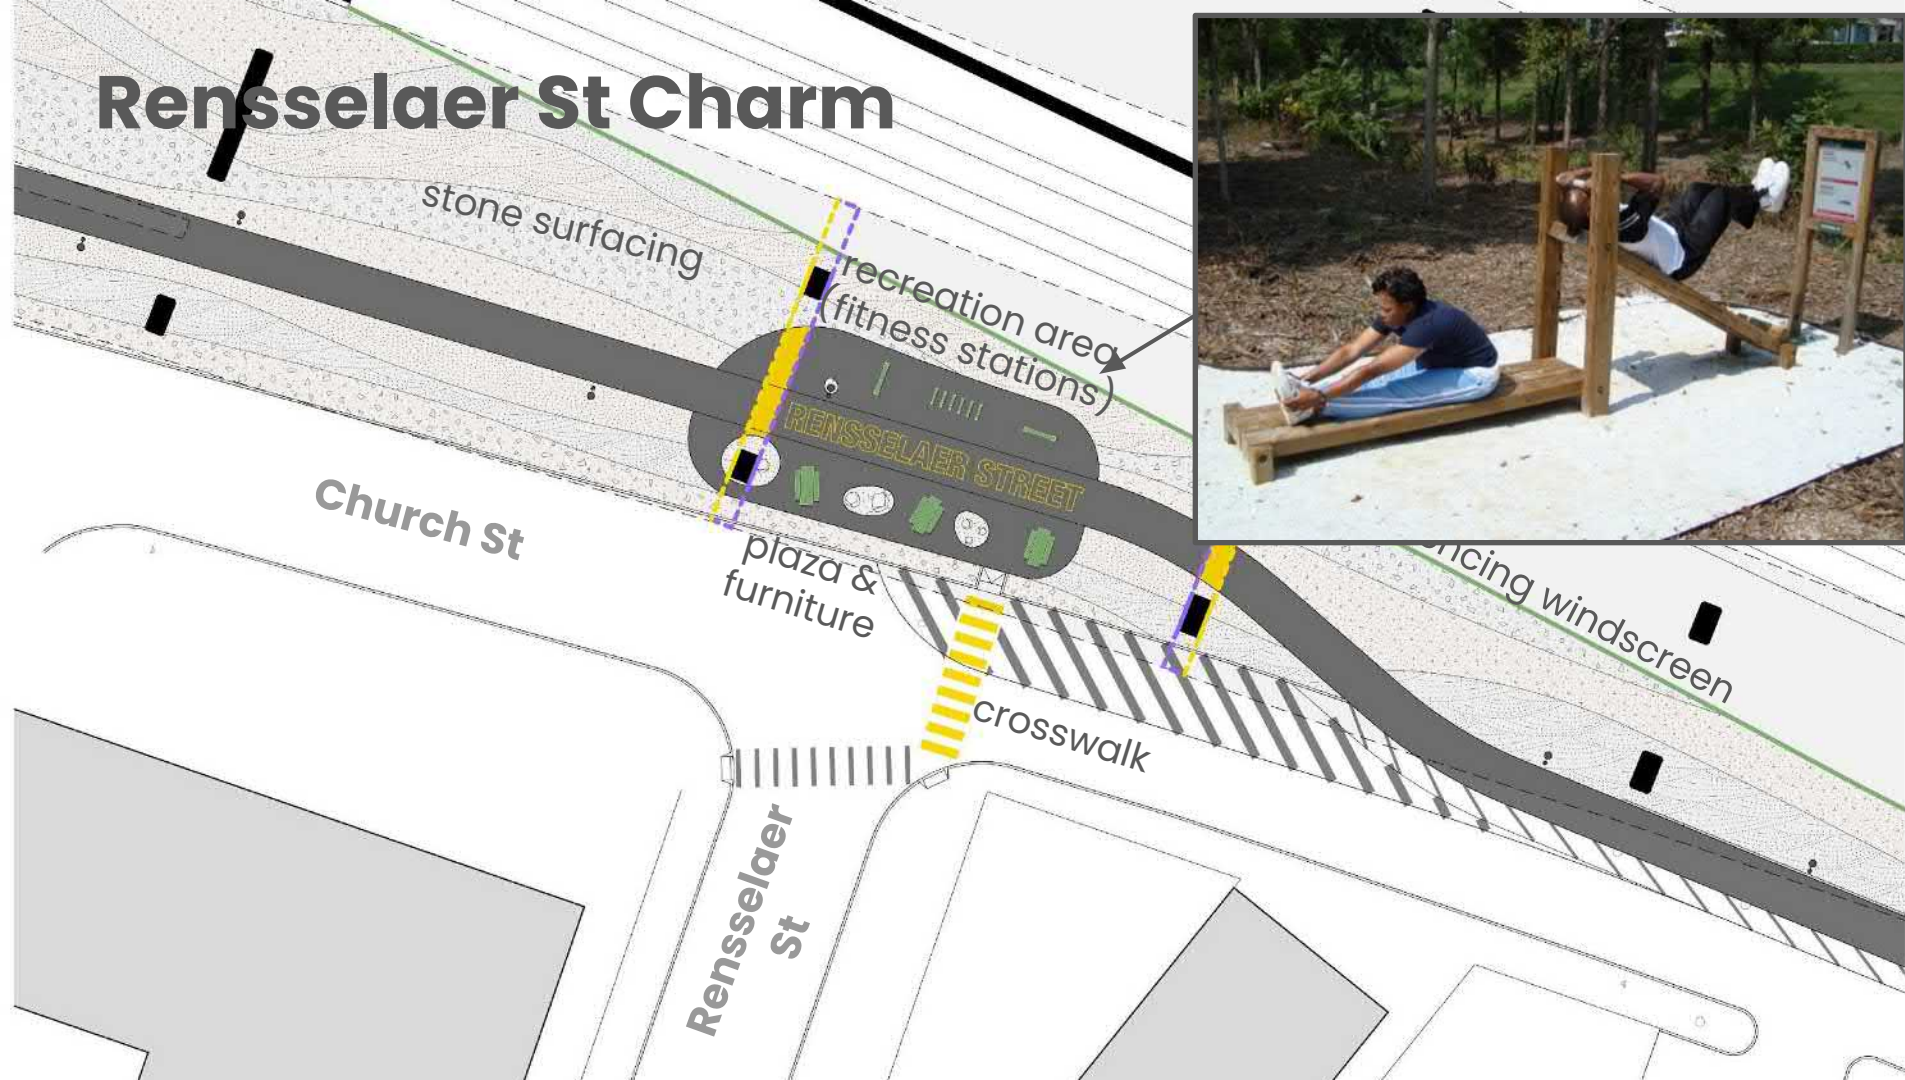 Rensselaer St Charm
stone surfacing
recreation area
(fitness stations)
RENSSELAER STREET
Church St
plaza &
furniture
encing windscreen
crosswalk
Rensselaer
St